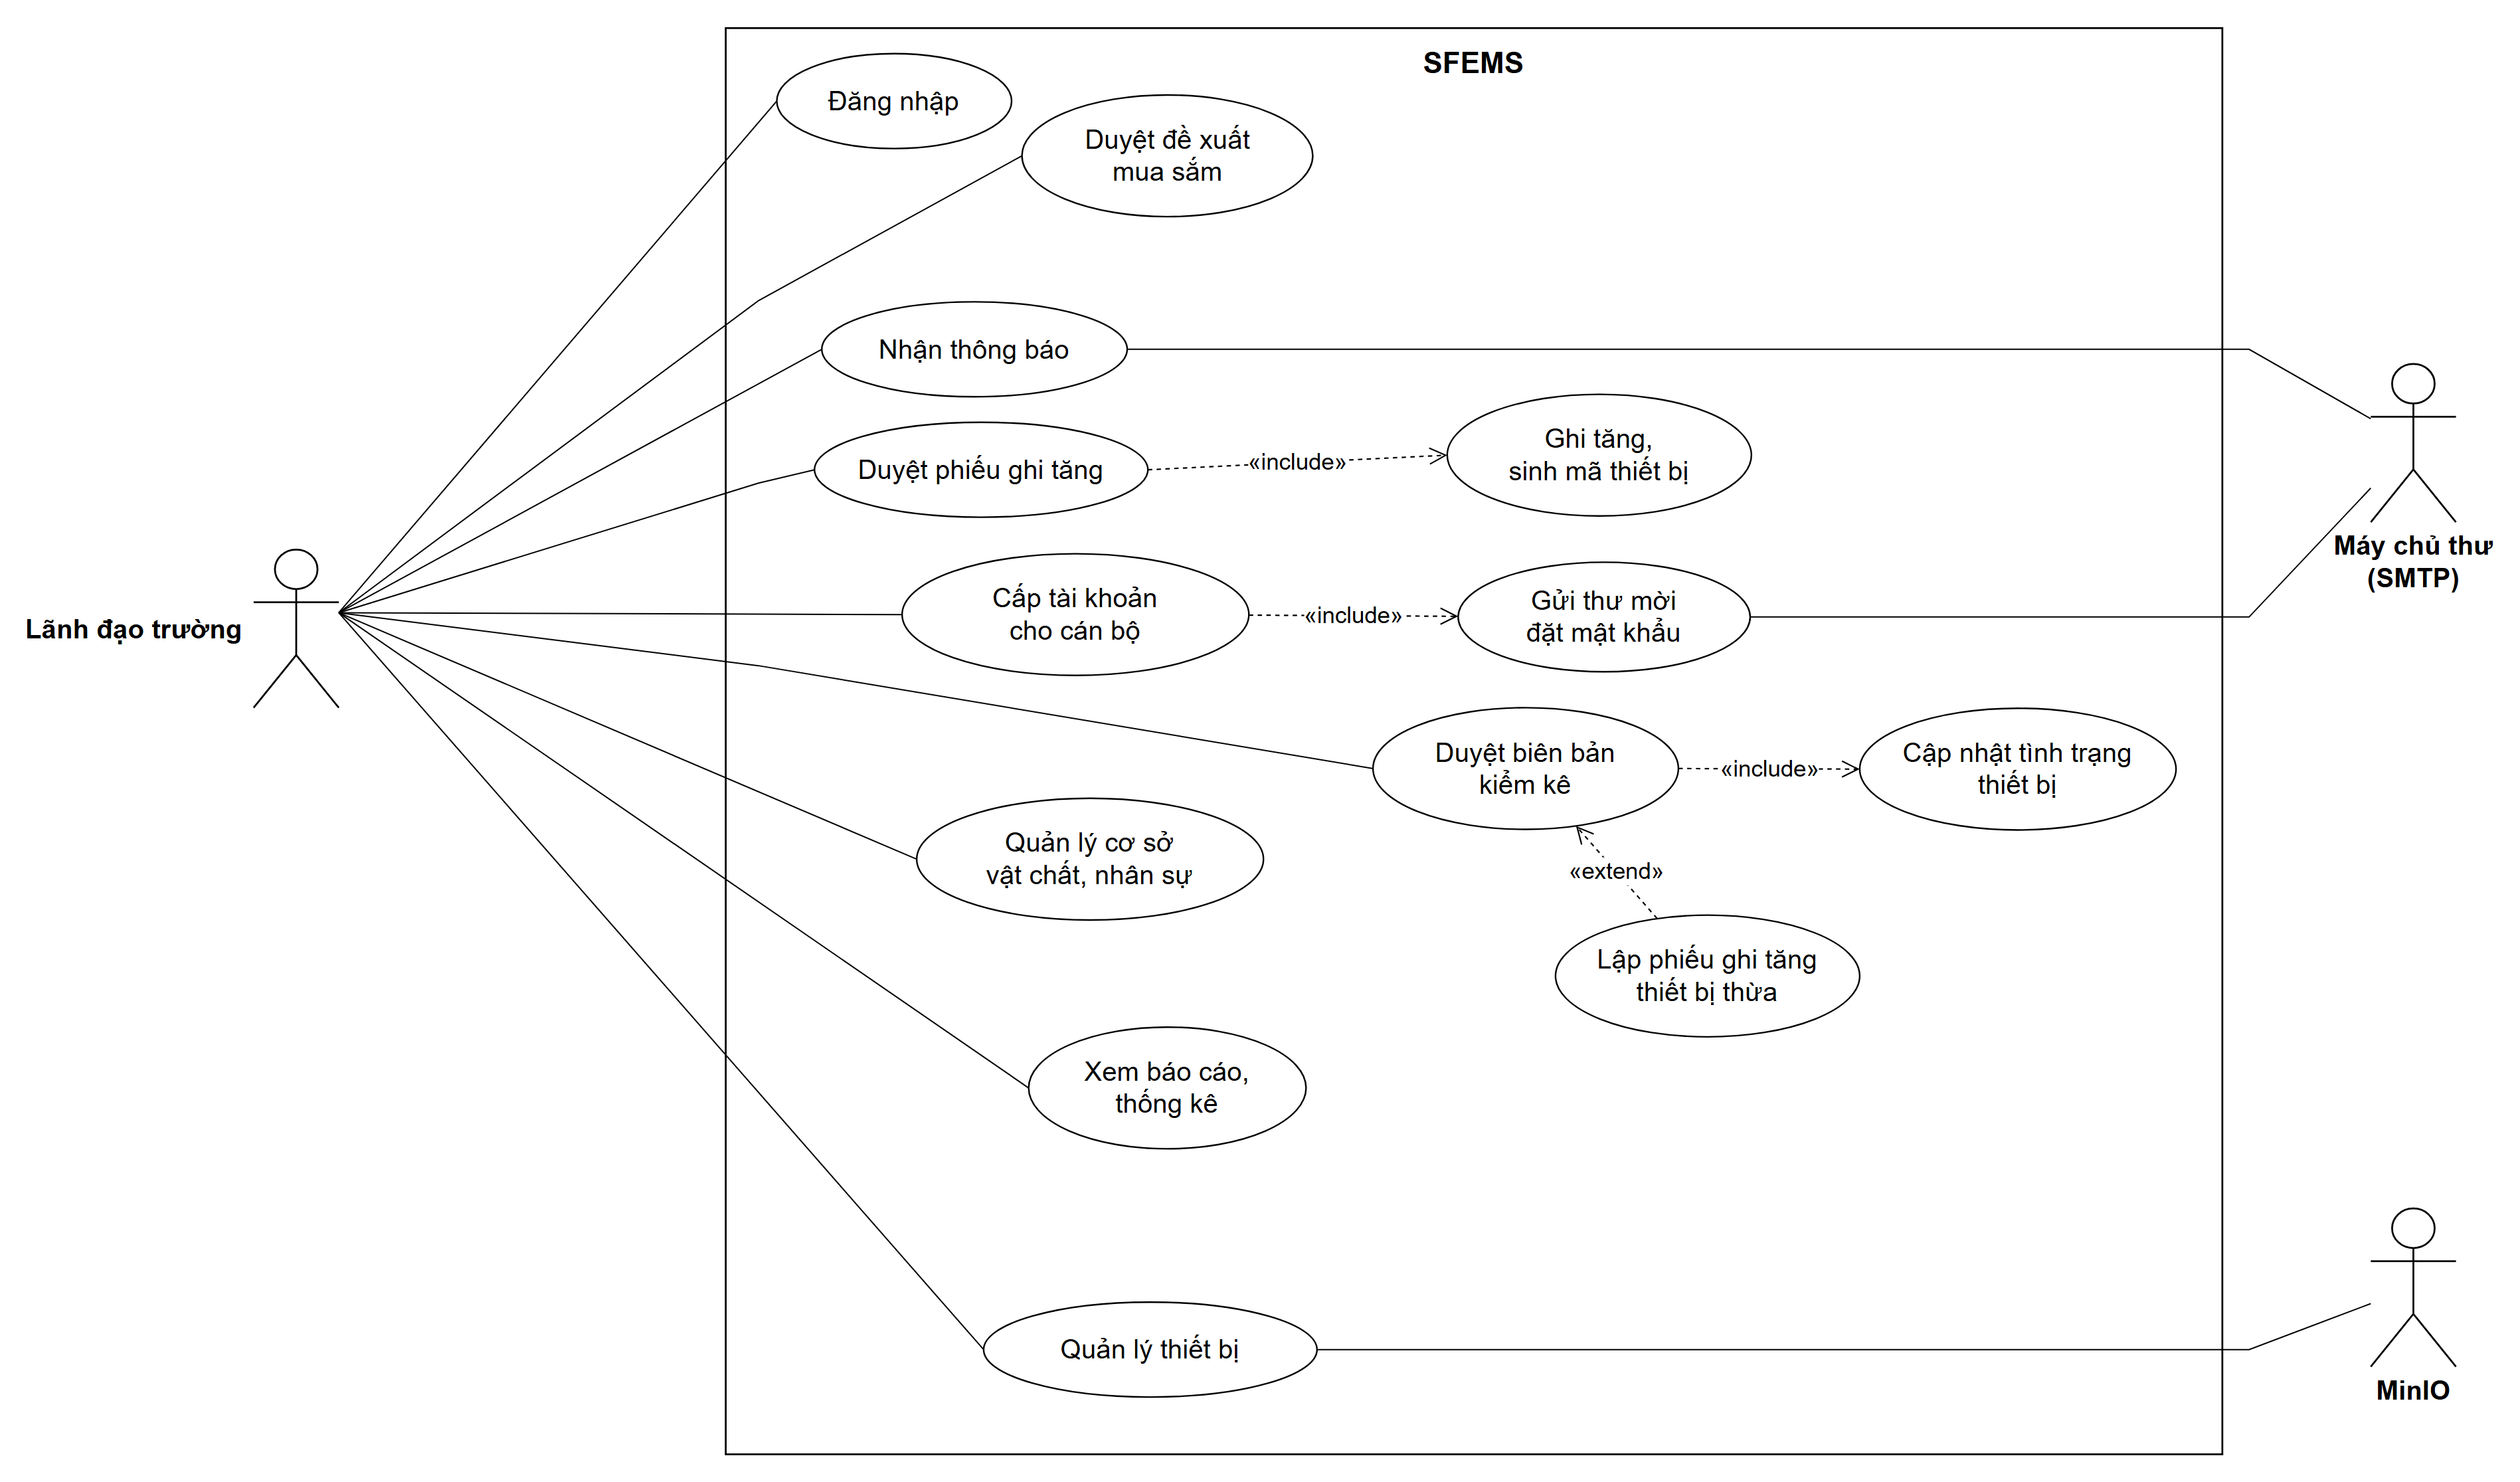 SFEMS
Đăng nhập
Duyệt đề xuất
mua sắm
Nhận thông báo
Duyệt phiếu ghi tăng
«include»
Ghi tăng,
sinh mã thiết bị
Máy chủ thư
(SMTP)
Lãnh đạo trường
Cấp tài khoản
cho cán bộ
«include»
Gửi thư mời
đặt mật khẩu
Duyệt biên bản
kiểm kê
«include»
Cập nhật tình trạng
thiết bị
Quản lý cơ sở
vật chất, nhân sự
«extend»
Lập phiếu ghi tăng
thiết bị thừa
Xem báo cáo,
thống kê
Quản lý thiết bị
MinIO